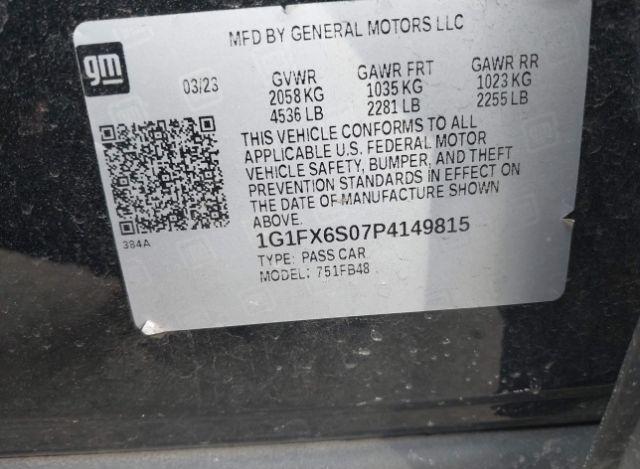 MFD BY GENERAL MOTORS LLC
gm
03/23
GVWR GAWR FRT GAWR RR
2058 KG 1035 KG 1023 KG
4536 LB 2281 LB 2255 LB
THIS VEHICLE CONFORMS TO ALL
APPLICABLE U.S. FEDERAL MOTOR
VEHICLE SAFETY, BUMPER, AND THEFT
PREVENTION STANDARDS IN EFFECT ON
THE DATE OF MANUFACTURE SHOWN
ABOVE.
384A
1G1FX6S07P4149815
TYPE: PASS CAR
MODEL: 751FB48